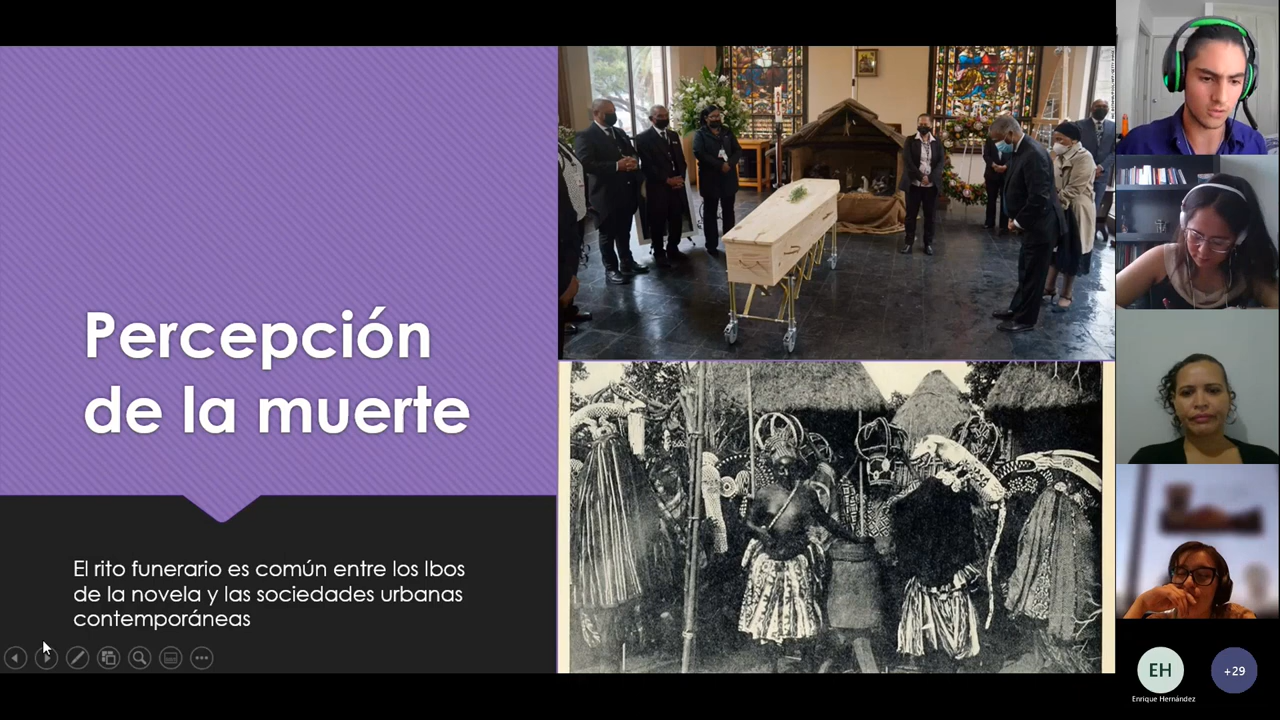 Percepción
de la muerte
El rito funerario es común entre los Ibos
de la novela y las sociedades urbanas
contemporáneas
EH
+29
Enrique Hernández